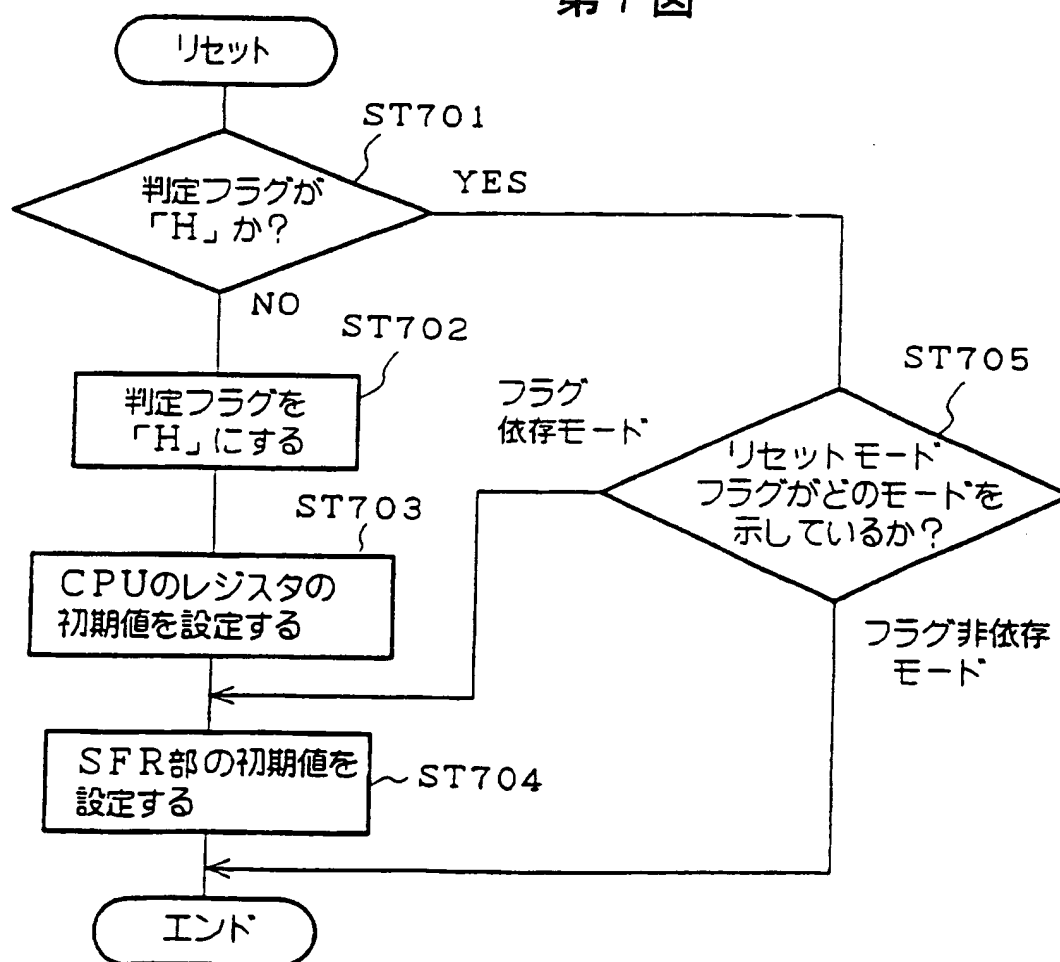 第7図
リセット
ST701
判定フラグが
「H」か?
YES
NO
ST702
判定フラグを
「H」にする
ST703
CPUのレジスタの
初期値を設定する
SFR部の初期値を
設定する
ST704
エンド
フラグ
依存モード
ST705
リセットモード
フラグがどのモードを
示しているか?
フラグ非依存
モード